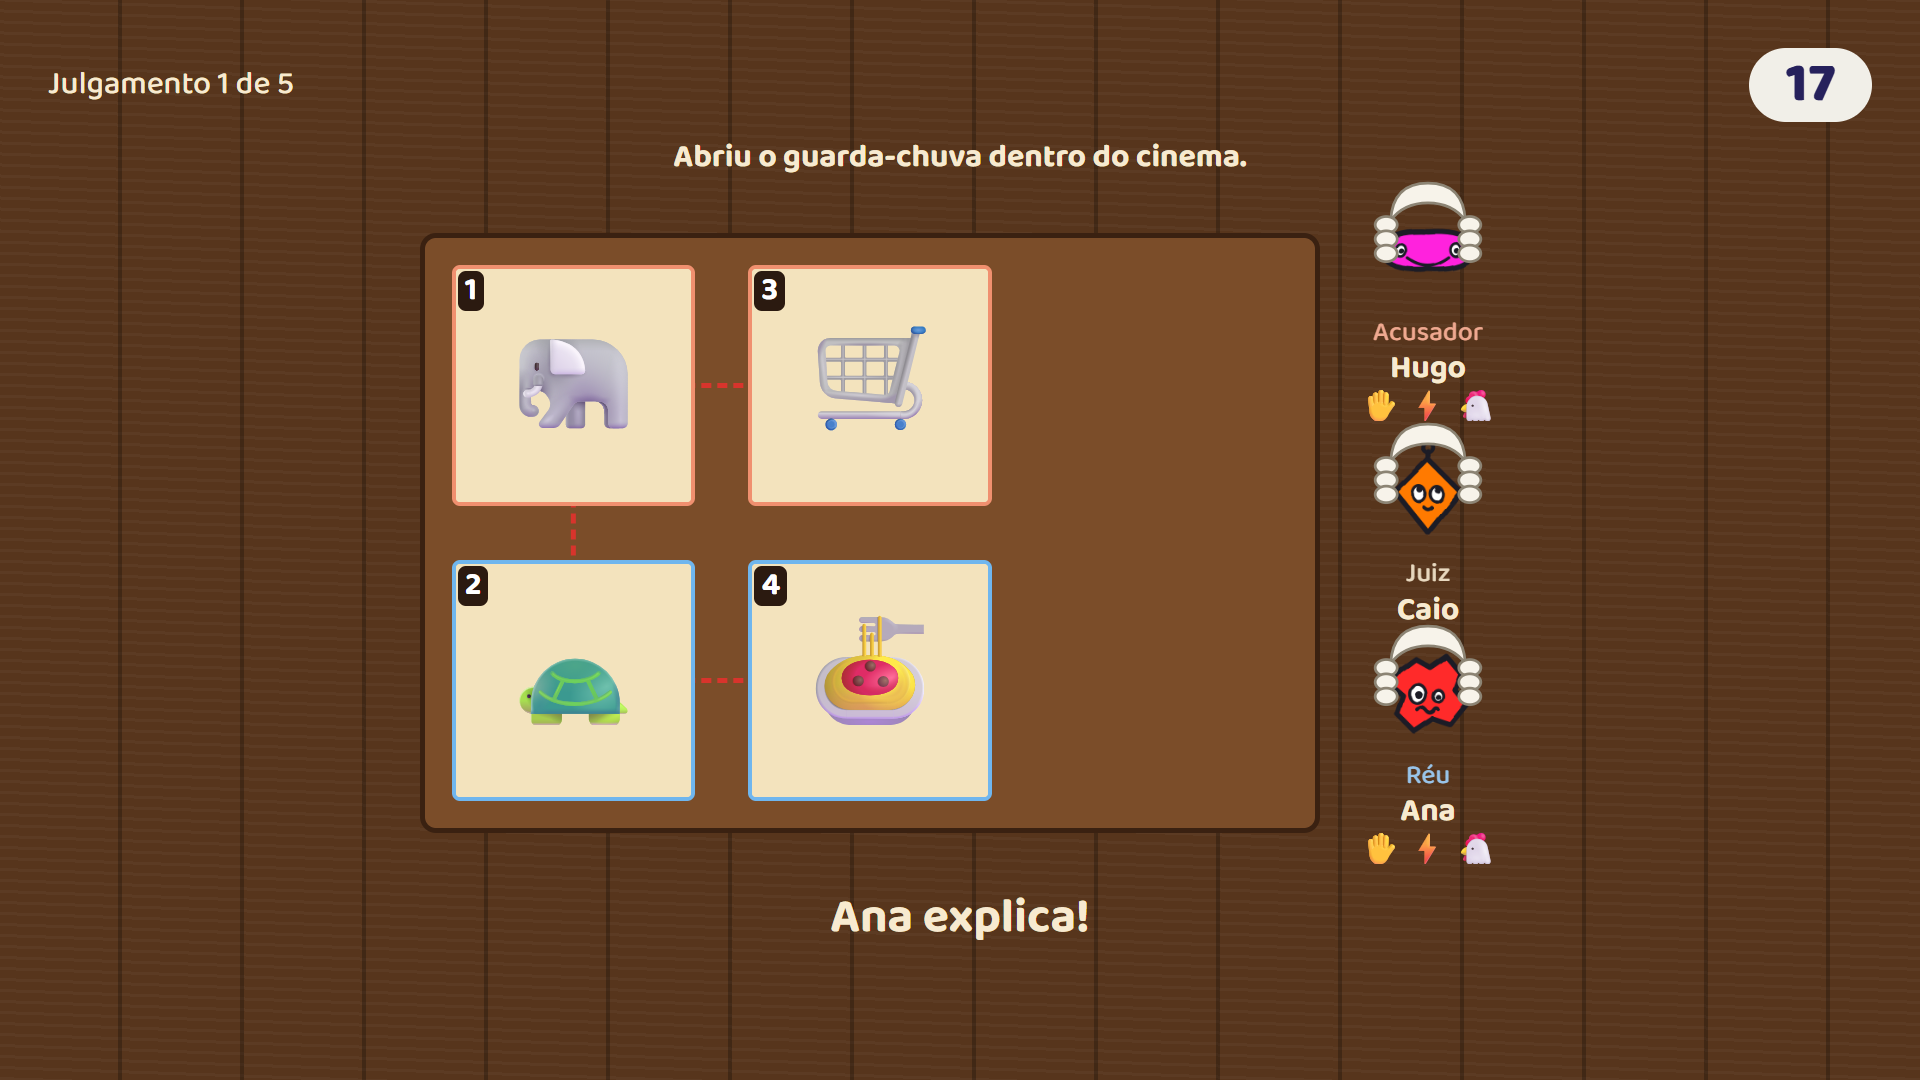 Julgamento 1 de 5
17
Abriu o guarda-chuva dentro do cinema.
1
3
2
4
Acusador
Hugo
Juiz
Caio
Réu
Ana
Ana explica!